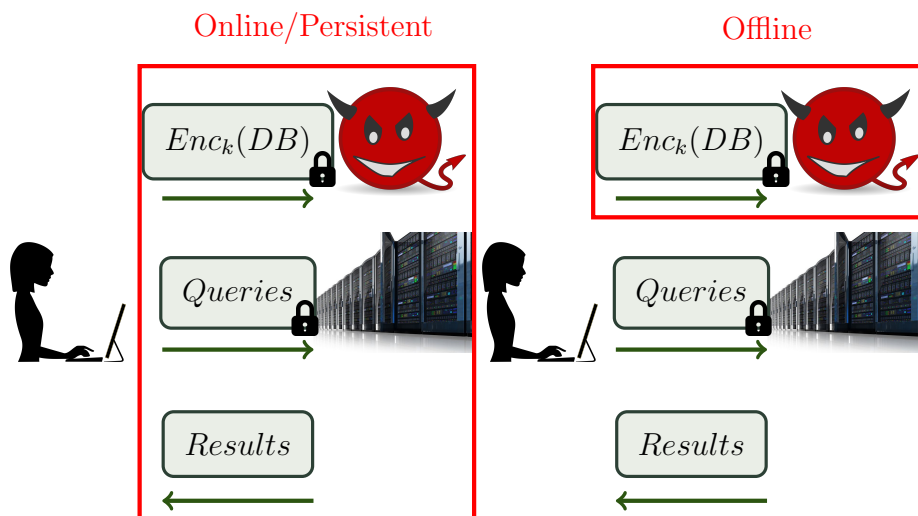 Online/Persistent
Enc_k(DB)
Queries
Results
Offline
Enc_k(DB)
Queries
Results